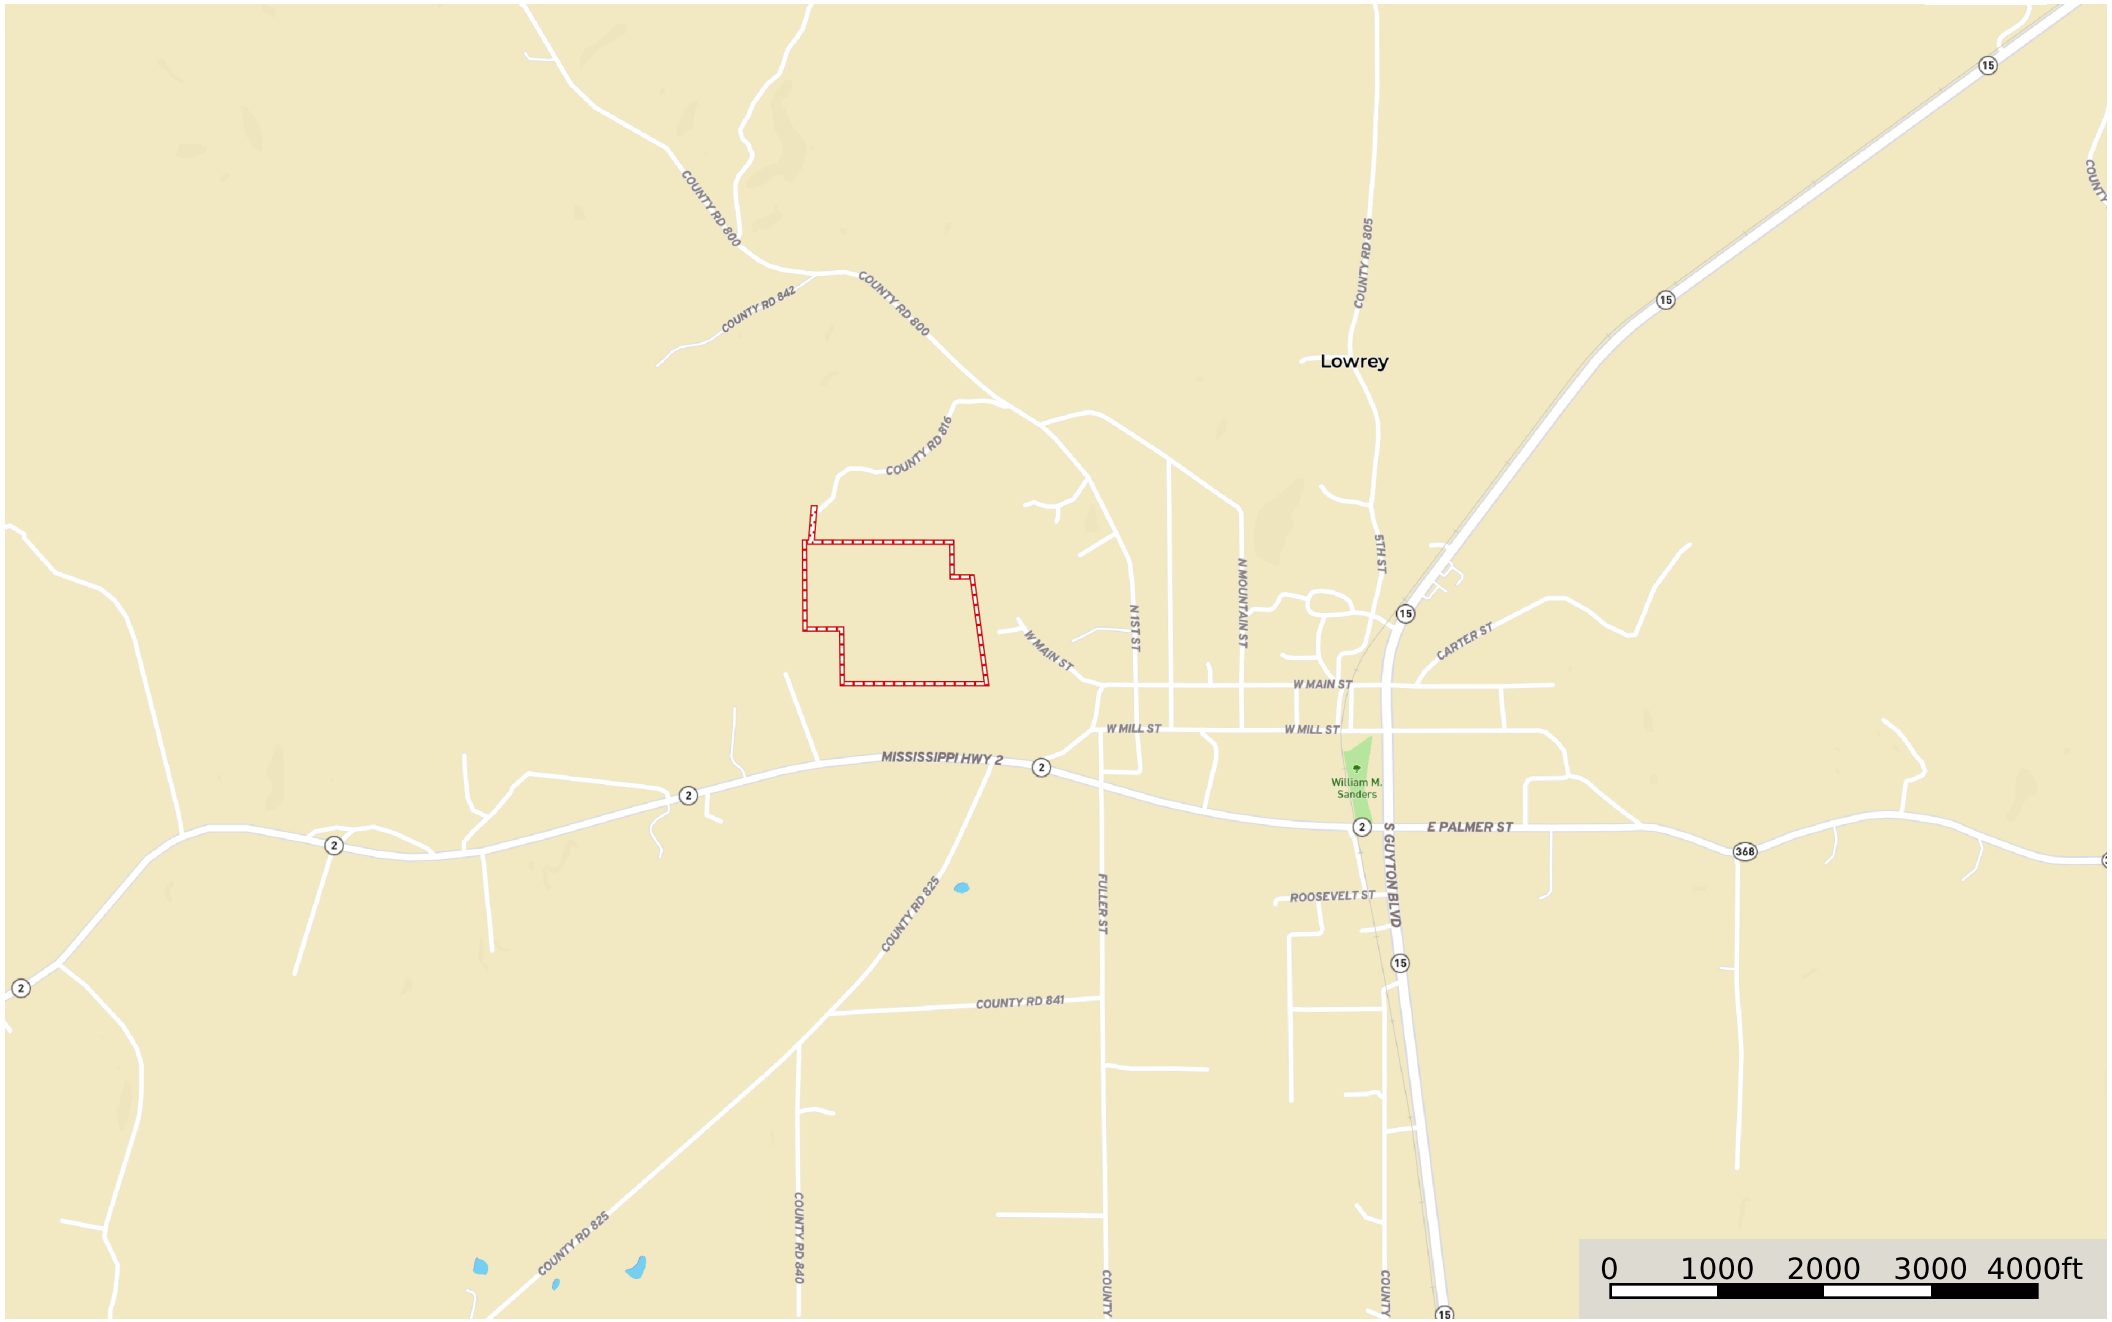 15
COUNTY
COUNTY RD 800
COUNTY RD 805
COUNTY RD 842
COUNTY RD 800
15
Lowrey
COUNTY RD 816
5TH ST
N MOUNTAIN ST
N 1ST ST
15
W MAIN ST
CARTER ST
W MAIN ST
W MILL ST
W MILL ST
MISSISSIPPI HWY 2
2
William M.
Sanders
2
2
E PALMER ST
2
368
S GUYTON BLVD
ROOSEVELT ST
COUNTY RD 825
FULLER ST
15
2
COUNTY RD 841
COUNTY RD 825
COUNTY RD 840
COUNTY
COUNTY
15
0 1000 2000 3000 4000ft